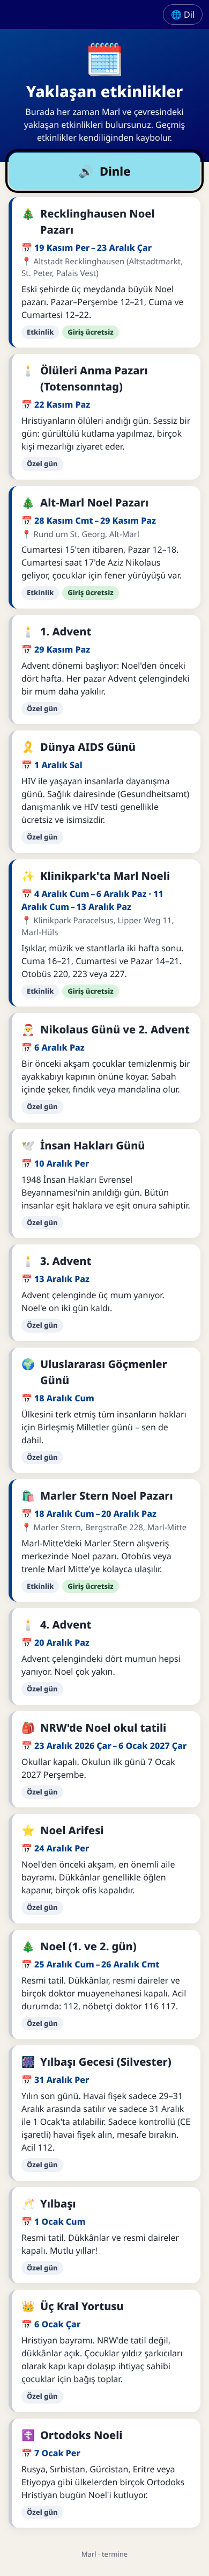 🌐 Dil
Yaklaşan etkinlikler
Burada her zaman Marl ve çevresindeki
yaklaşan etkinlikleri bulursunuz. Geçmiş
etkinlikler kendiliğinden kaybolur.
🔊 Dinle
🎄 Recklinghausen Noel
Pazarı
📅 19 Kasım Per – 23 Aralık Çar
📍 Altstadt Recklinghausen (Altstadtmarkt,
St. Peter, Palais Vest)
Eski şehirde üç meydanda büyük Noel
pazarı. Pazar–Perşembe 12–21, Cuma ve
Cumartesi 12–22.
Etkinlik Giriş ücretsiz
🕯️ Ölüleri Anma Pazarı
(Totensonntag)
📅 22 Kasım Paz
Hristiyanların ölülerini andığı gün. Sessiz bir
gün: gürültülü kutlama yapılmaz, birçok
kişi mezarlığı ziyaret eder.
Özel gün
🎄 Alt-Marl Noel Pazarı
📅 28 Kasım Cmt – 29 Kasım Paz
📍 Rund um St. Georg, Alt-Marl
Cumartesi 15'ten itibaren, Pazar 12–18.
Cumartesi saat 17'de Aziz Nikolaus
geliyor, çocuklar için fener yürüyüşü var.
Etkinlik Giriş ücretsiz
🕯️ 1. Advent
📅 29 Kasım Paz
Advent dönemi başlıyor: Noel'den önceki
dört hafta. Her pazar Advent çelengindeki
bir mum daha yakılır.
Özel gün
🎗️ Dünya AIDS Günü
📅 1 Aralık Sal
HIV ile yaşayan insanlarla dayanışma
günü. Sağlık dairesinde (Gesundheitsamt)
danışmanlık ve HIV testi genellikle
ücretsiz ve isimsizdir.
Özel gün
✨ Klinikpark'ta Marl Noeli
📅 4 Aralık Cum – 6 Aralık Paz · 11
Aralık Cum – 13 Aralık Paz
📍 Klinikpark Paracelsus, Lipper Weg 11,
Marl-Hüls
Işıklar, müzik ve stantlarla iki hafta sonu.
Cuma 16–21, Cumartesi ve Pazar 14–21.
Otobüs 220, 223 veya 227.
Etkinlik Giriş ücretsiz
🎅 Nikolaus Günü ve 2. Advent
📅 6 Aralık Paz
Bir önceki akşam çocuklar temizlenmiş bir
ayakkabıyı kapının önüne koyar. Sabah
içinde şeker, fındık veya mandalina olur.
Özel gün
🕊️ İnsan Hakları Günü
📅 10 Aralık Per
1948 İnsan Hakları Evrensel
Beyannamesi'nin anıldığı gün. Bütün
insanlar eşit haklara ve eşit onura sahiptir.
Özel gün
🕯️ 3. Advent
📅 13 Aralık Paz
Advent çelenginde üç mum yanıyor.
Noel'e on iki gün kaldı.
Özel gün
🌍 Uluslararası Göçmenler
Günü
📅 18 Aralık Cum
Ülkesini terk etmiş tüm insanların hakları
için Birleşmiş Milletler günü – sen de
dahil.
Özel gün
🛍️ Marler Stern Noel Pazarı
📅 18 Aralık Cum – 20 Aralık Paz
📍 Marler Stern, Bergstraße 228, Marl-Mitte
Marl-Mitte'deki Marler Stern alışveriş
merkezinde Noel pazarı. Otobüs veya
trenle Marl Mitte'ye kolayca ulaşılır.
Etkinlik Giriş ücretsiz
🕯️ 4. Advent
📅 20 Aralık Paz
Advent çelengindeki dört mumun hepsi
yanıyor. Noel çok yakın.
Özel gün
🎒 NRW'de Noel okul tatili
📅 23 Aralık 2026 Çar – 6 Ocak 2027 Çar
Okullar kapalı. Okulun ilk günü 7 Ocak
2027 Perşembe.
Özel gün
⭐ Noel Arifesi
📅 24 Aralık Per
Noel'den önceki akşam, en önemli aile
bayramı. Dükkânlar genellikle öğlen
kapanır, birçok ofis kapalıdır.
Özel gün
🎄 Noel (1. ve 2. gün)
📅 25 Aralık Cum – 26 Aralık Cmt
Resmi tatil. Dükkânlar, resmi daireler ve
birçok doktor muayenehanesi kapalı. Acil
durumda: 112, nöbetçi doktor 116 117.
Özel gün
🎆 Yılbaşı Gecesi (Silvester)
📅 31 Aralık Per
Yılın son günü. Havai fişek sadece 29–31
Aralık arasında satılır ve sadece 31 Aralık
ile 1 Ocak'ta atılabilir. Sadece kontrollü (CE
işaretli) havai fişek alın, mesafe bırakın.
Acil 112.
Özel gün
🥂 Yılbaşı
📅 1 Ocak Cum
Resmi tatil. Dükkânlar ve resmi daireler
kapalı. Mutlu yıllar!
Özel gün
👑 Üç Kral Yortusu
📅 6 Ocak Çar
Hristiyan bayramı. NRW'de tatil değil,
dükkânlar açık. Çocuklar yıldız şarkıcıları
olarak kapı kapı dolaşıp ihtiyaç sahibi
çocuklar için bağış toplar.
Özel gün
☦️ Ortodoks Noeli
📅 7 Ocak Per
Rusya, Sırbistan, Gürcistan, Eritre veya
Etiyopya gibi ülkelerden birçok Ortodoks
Hristiyan bugün Noel'i kutluyor.
Özel gün
Marl · termine